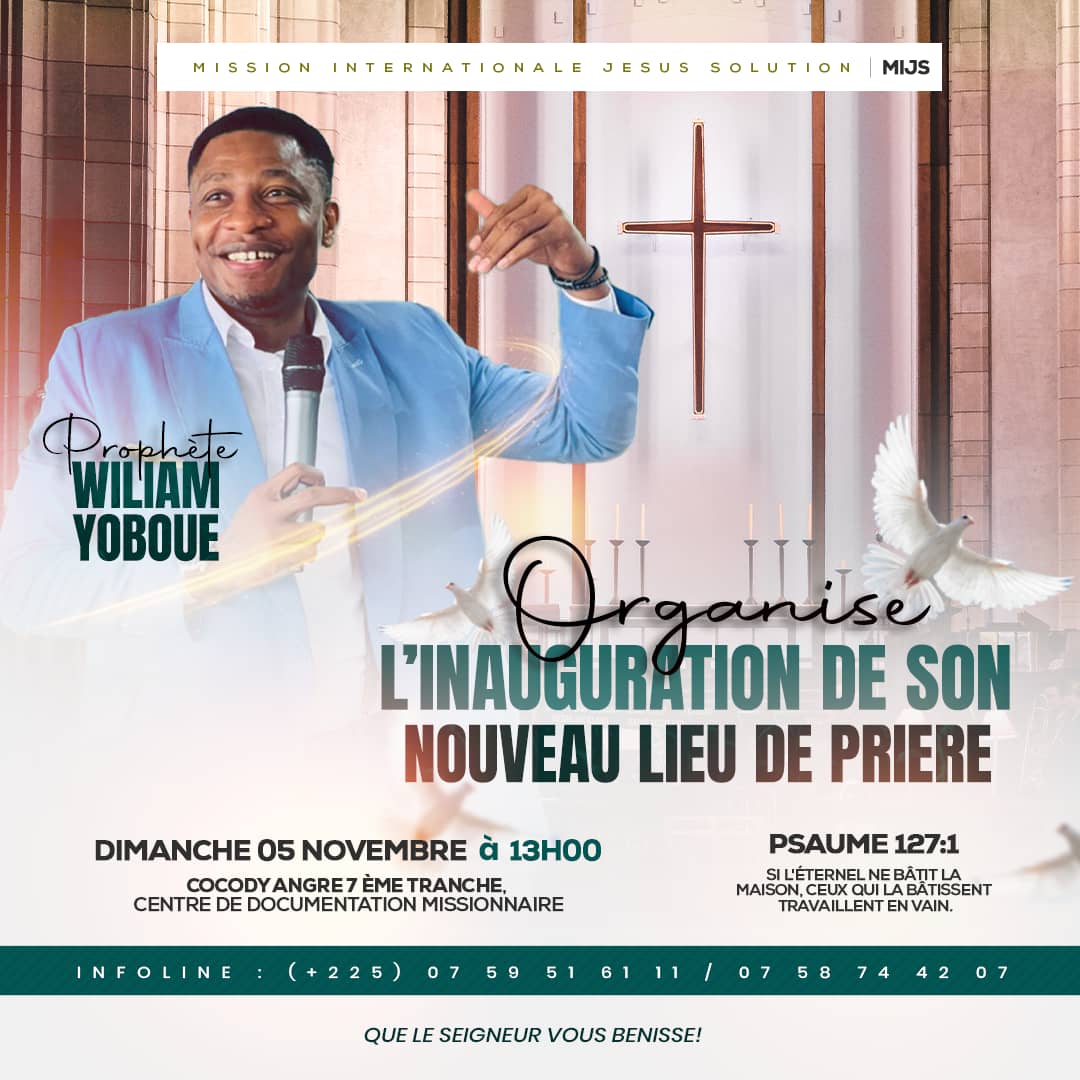 MISSION INTERNATIONALE JESUS SOLUTION | MIJS
Prophète
WILIAM
YOBOUE
Organise
L'INAUGURATION DE SON
NOUVEAU LIEU DE PRIERE
DIMANCHE 05 NOVEMBRE à 13H00
COCODY ANGRE 7 ÈME TRANCHE,
CENTRE DE DOCUMENTATION MISSIONNAIRE
PSAUME 127:1
SI L'ÉTERNEL NE BÂTIT LA
MAISON, CEUX QUI LA BÂTISSENT
TRAVAILLENT EN VAIN.
INFOLINE : (+225) 07 59 51 61 11 / 07 58 74 42 07
QUE LE SEIGNEUR VOUS BENISSE!